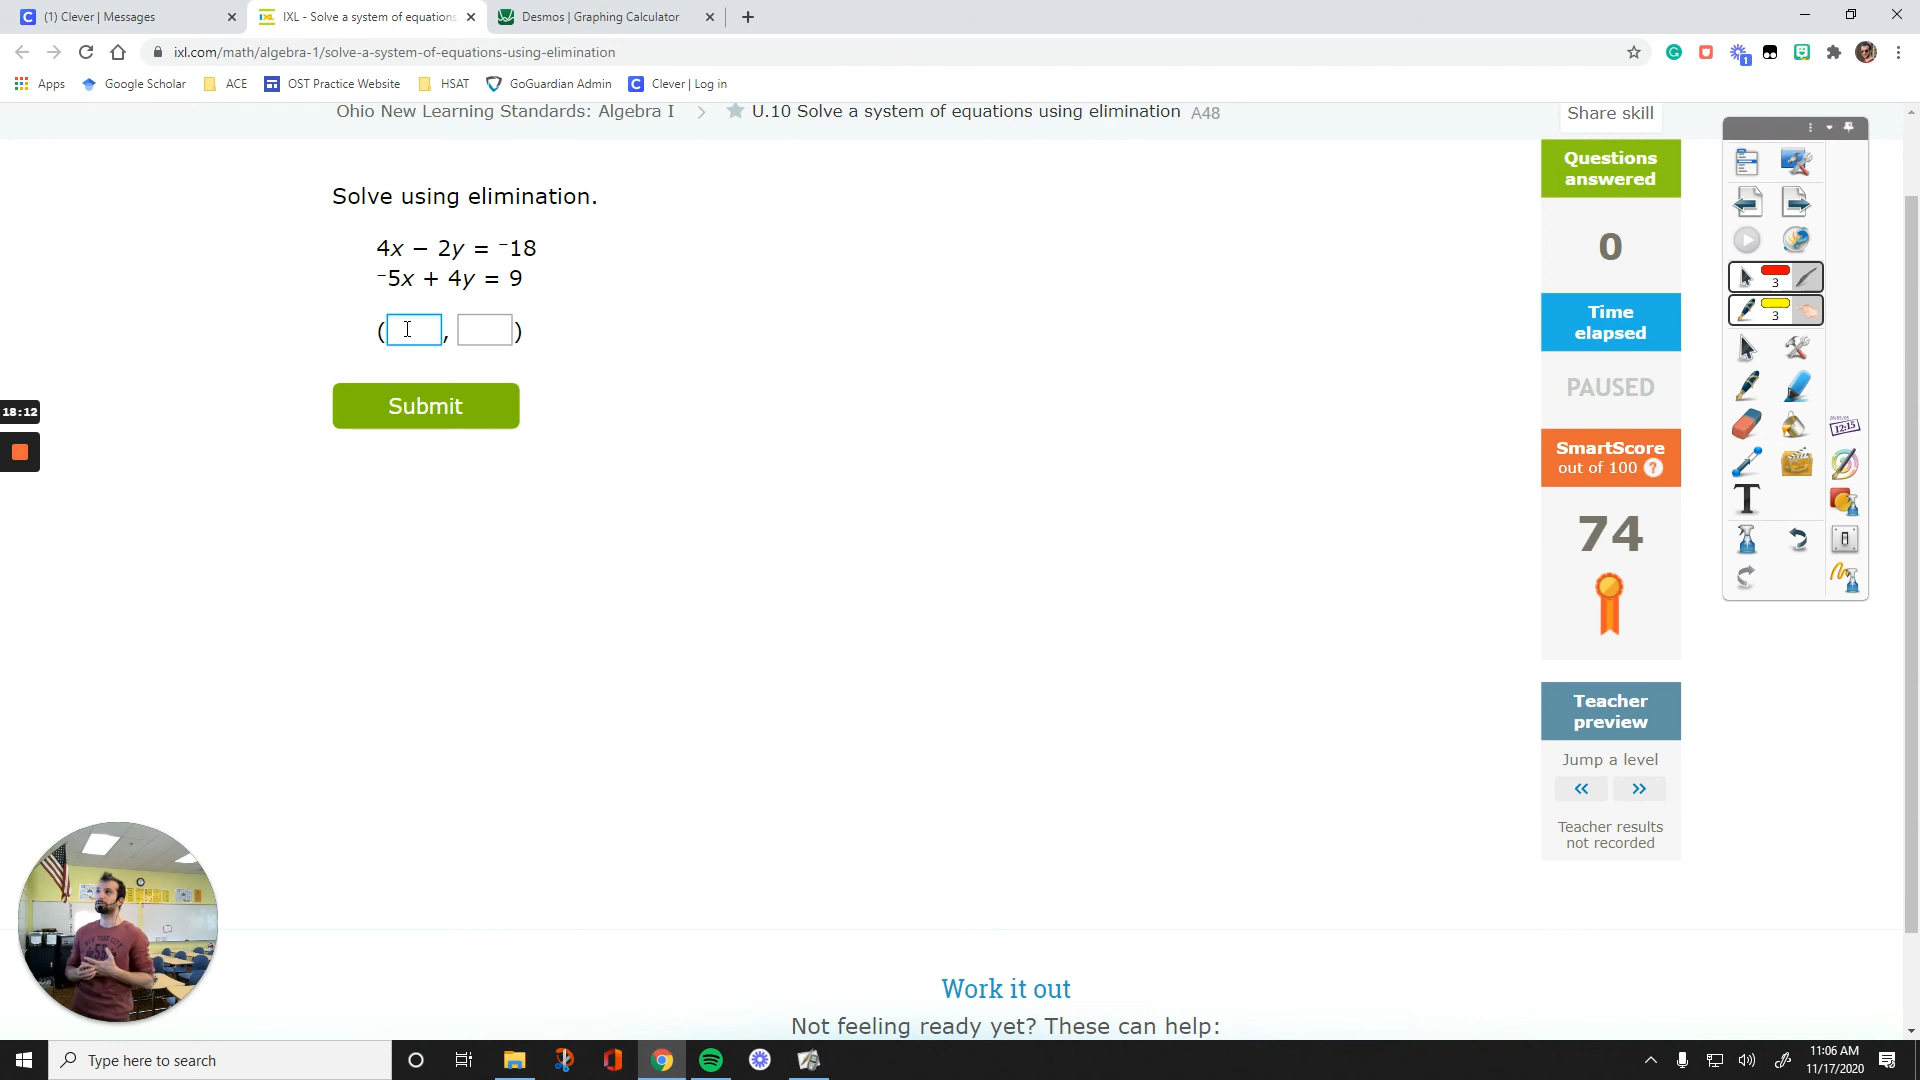 (1) Clever | Messages
IXL - Solve a system of equations
Desmos | Graphing Calculator
ixl.com/math/algebra-1/solve-a-system-of-equations-using-elimination
1
Apps
Google Scholar
ACE
OST Practice Website
HSAT
GoGuardian Admin
Clever | Log in
Ohio New Learning Standards: Algebra I
U.10 Solve a system of equations using elimination A48
Share skill
Solve using elimination.
4x − 2y = ⁻18
⁻5x + 4y = 9
( , )
Submit
18:12
Questions
answered
0
Time
elapsed
PAUSED
SmartScore
out of 100 ?
74
Teacher
preview
Jump a level
Teacher results
not recorded
3
3
12:15
T
Work it out
Not feeling ready yet? These can help:
Type here to search
11:06 AM
11/17/2020